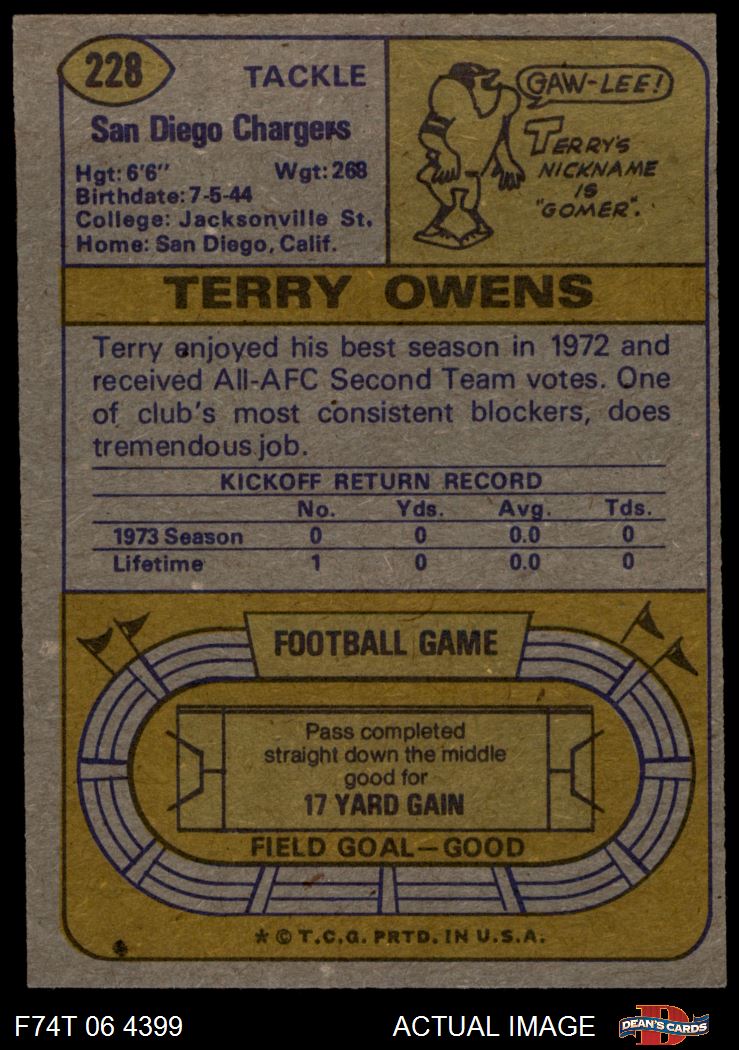 228
TACKLE
San Diego Chargers
Hgt: 6'6" Wgt: 268
Birthdate: 7-5-44
College: Jacksonville St.
Home: San Diego, Calif.
GAW-LEE!
TERRY'S
NICKNAME
IS
"GOMER".
TERRY OWENS
Terry enjoyed his best season in 1972 and
received All-AFC Second Team votes. One
of club's most consistent blockers, does
tremendous job.
KICKOFF RETURN RECORD
No. Yds. Avg. Tds.
1973 Season 0 0 0.0 0
Lifetime 1 0 0.0 0
FOOTBALL GAME
Pass completed
straight down the middle
good for
17 YARD GAIN
FIELD GOAL—GOOD
* © T.C.G. PRTD. IN U.S.A.
F74T 06 4399
ACTUAL IMAGE
D
DEAN'S CARDS